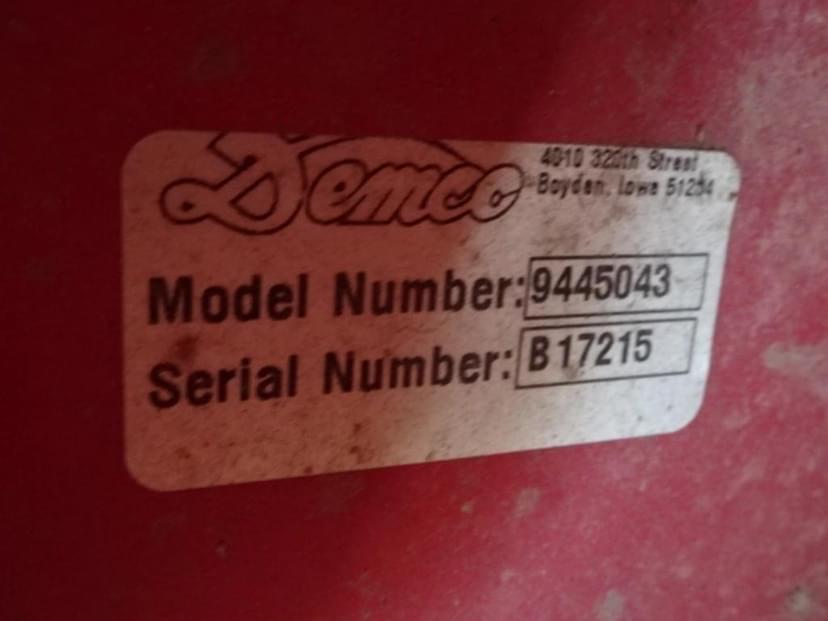 Demco
4010 320th Street
Boyden, Iowa 51234
Model Number: 9445043
Serial Number: B17215